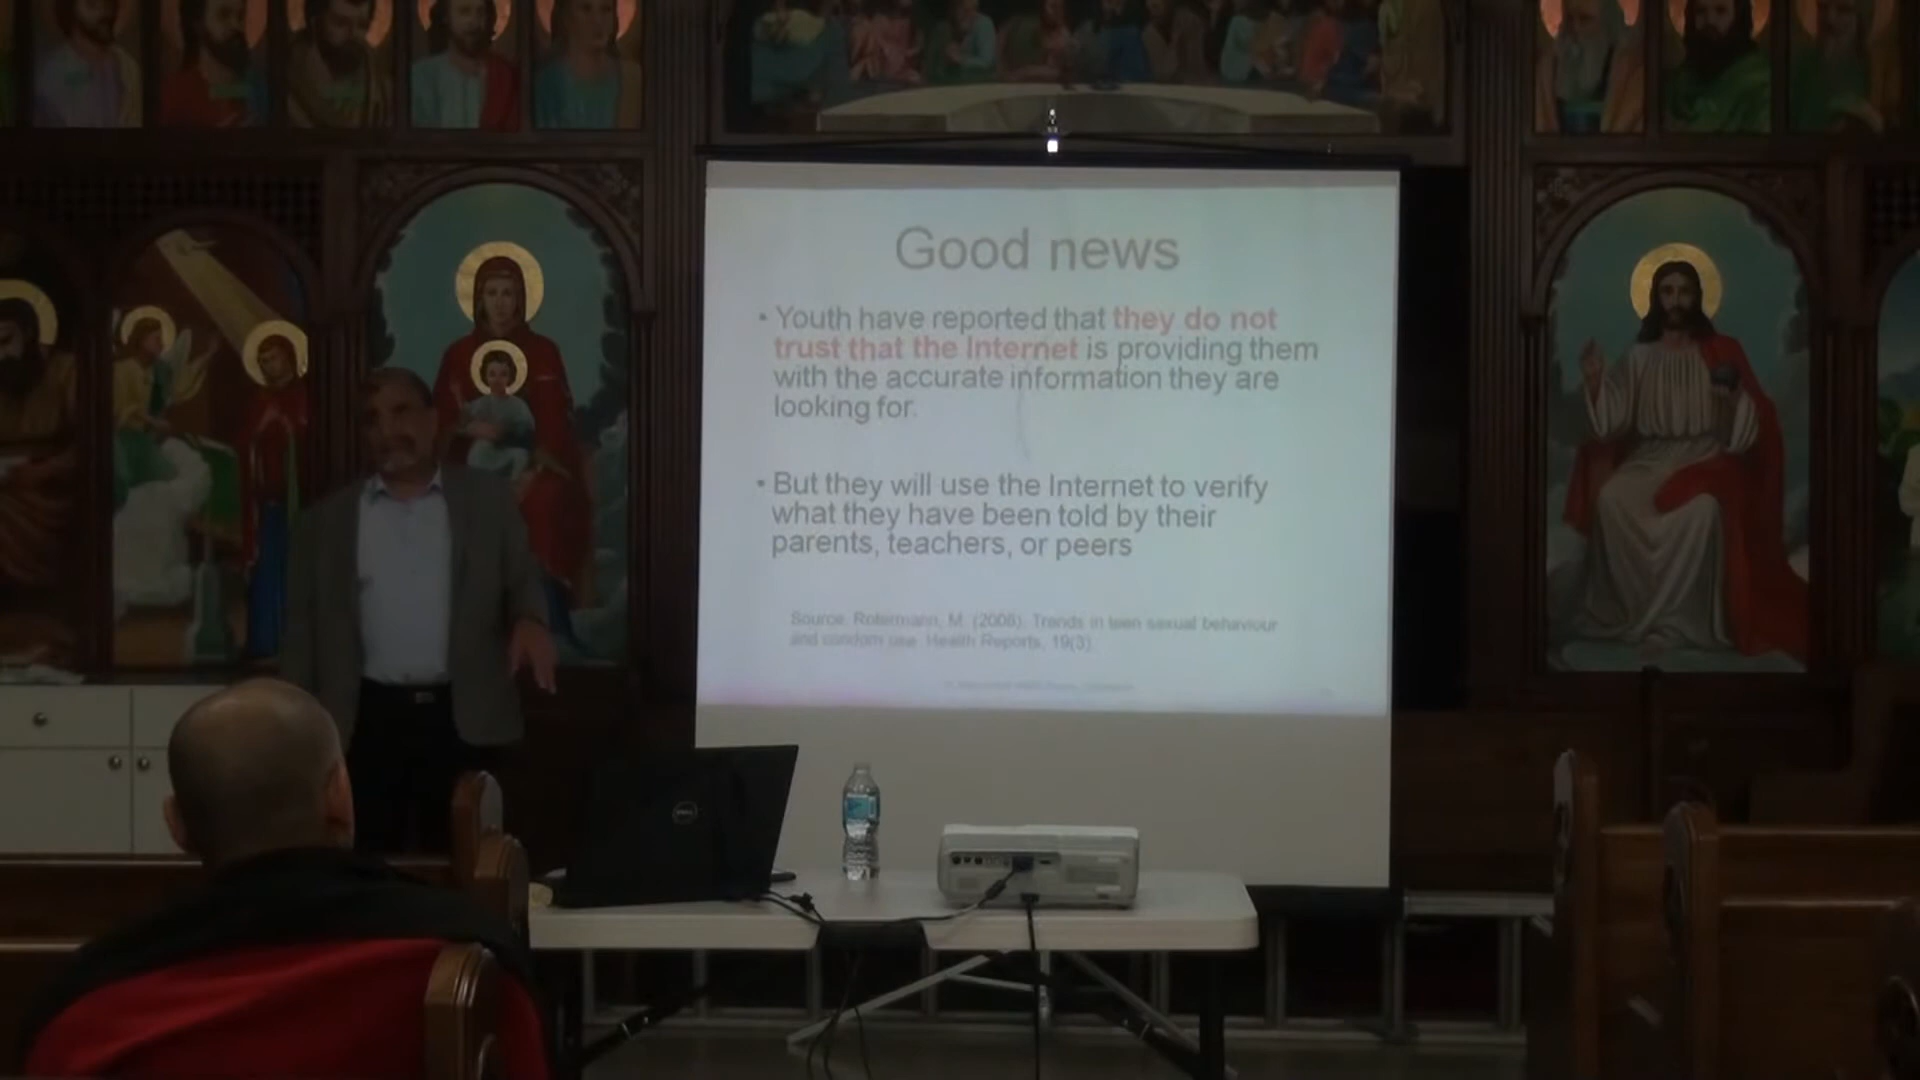 Good news
• Youth have reported that they do not
trust that the Internet is providing them
with the accurate information they are
looking for.
• But they will use the Internet to verify
what they have been told by their
parents, teachers, or peers
Source: Rotermann, M. (2008). Trends in teen sexual behaviour
and condom use. Health Reports, 19(3).
DELL